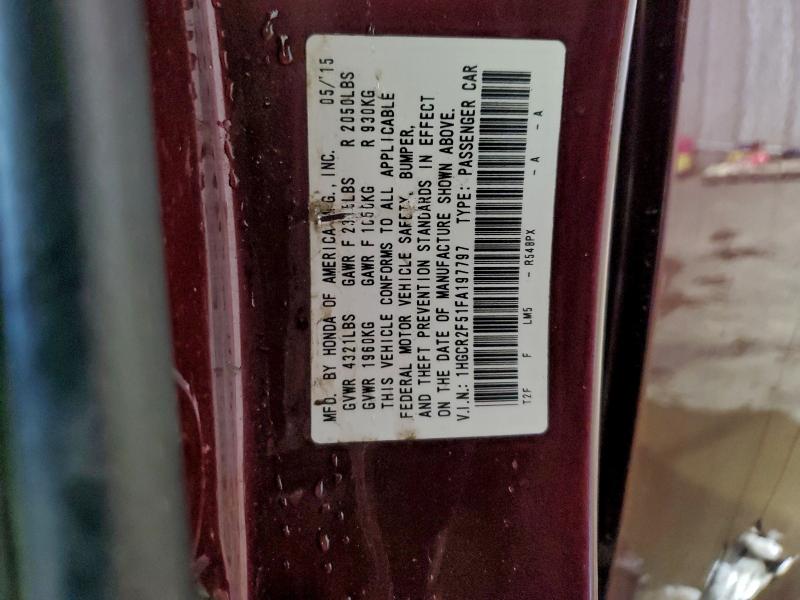 MFD. BY HONDA OF AMERICA MFG., INC. 05/'15
GVWR 4321LBS GAWR F LBS R 2050LBS
GVWR 1960KG GAWR F KG R 930KG
THIS VEHICLE CONFORMS TO ALL APPLICABLE
FEDERAL MOTOR VEHICLE SAFETY, BUMPER,
AND THEFT PREVENTION STANDARDS IN EFFECT
ON THE DATE OF MANUFACTURE SHOWN ABOVE.
V.I.N.: 1HGCR2F51FA197797 TYPE: PASSENGER CAR
T2F F LM5 - R548PX - A - A